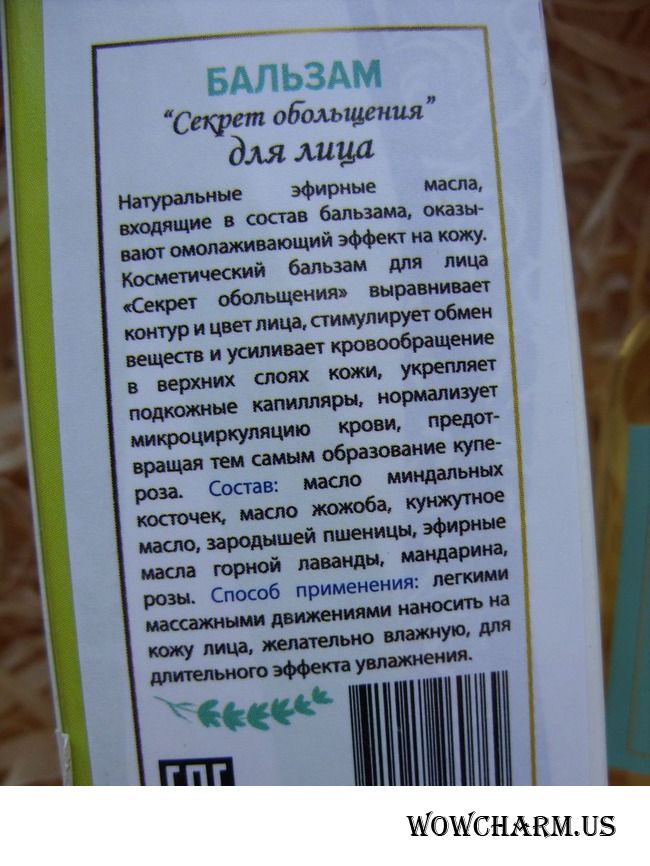 БАЛЬЗАМ
“Секрет обольщения”
для лица
Натуральные эфирные масла,
входящие в состав бальзама, оказы-
вают омолаживающий эффект на кожу.
Косметический бальзам для лица
«Секрет обольщения» выравнивает
контур и цвет лица, стимулирует обмен
веществ и усиливает кровообращение
в верхних слоях кожи, укрепляет
подкожные капилляры, нормализует
микроциркуляцию крови, предот-
вращая тем самым образование купе-
роза. Состав: масло миндальных
косточек, масло жожоба, кунжутное
масло, зародышей пшеницы, эфирные
масла горной лаванды, мандарина,
розы. Способ применения: легкими
массажными движениями наносить на
кожу лица, желательно влажную, для
длительного эффекта увлажнения.
WOWCHARM.US